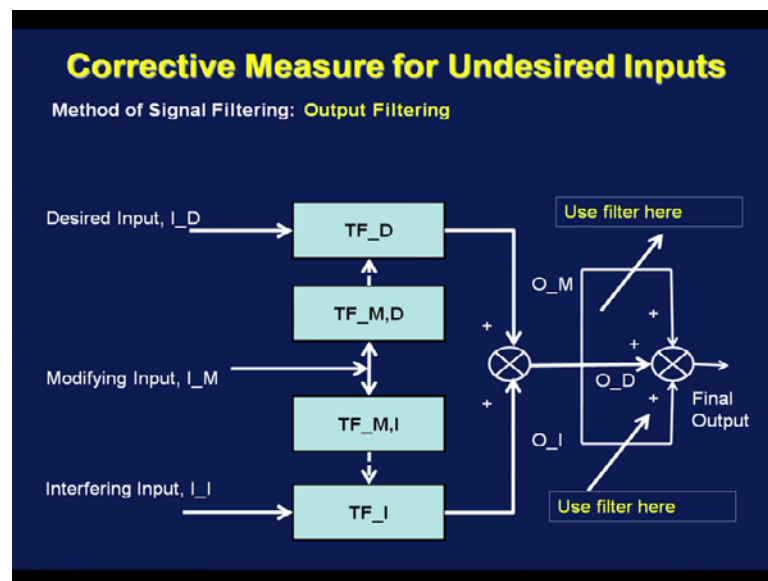 Corrective Measure for Undesired Inputs
Method of Signal Filtering: Output Filtering
Desired Input, I_D
TF_D
Use filter here
O_M
TF_M,D
+
+
+
Modifying Input, I_M
O_D
+
+
Final
Output
TF_M,I
O_I
Interfering Input, I_I
TF_I
Use filter here